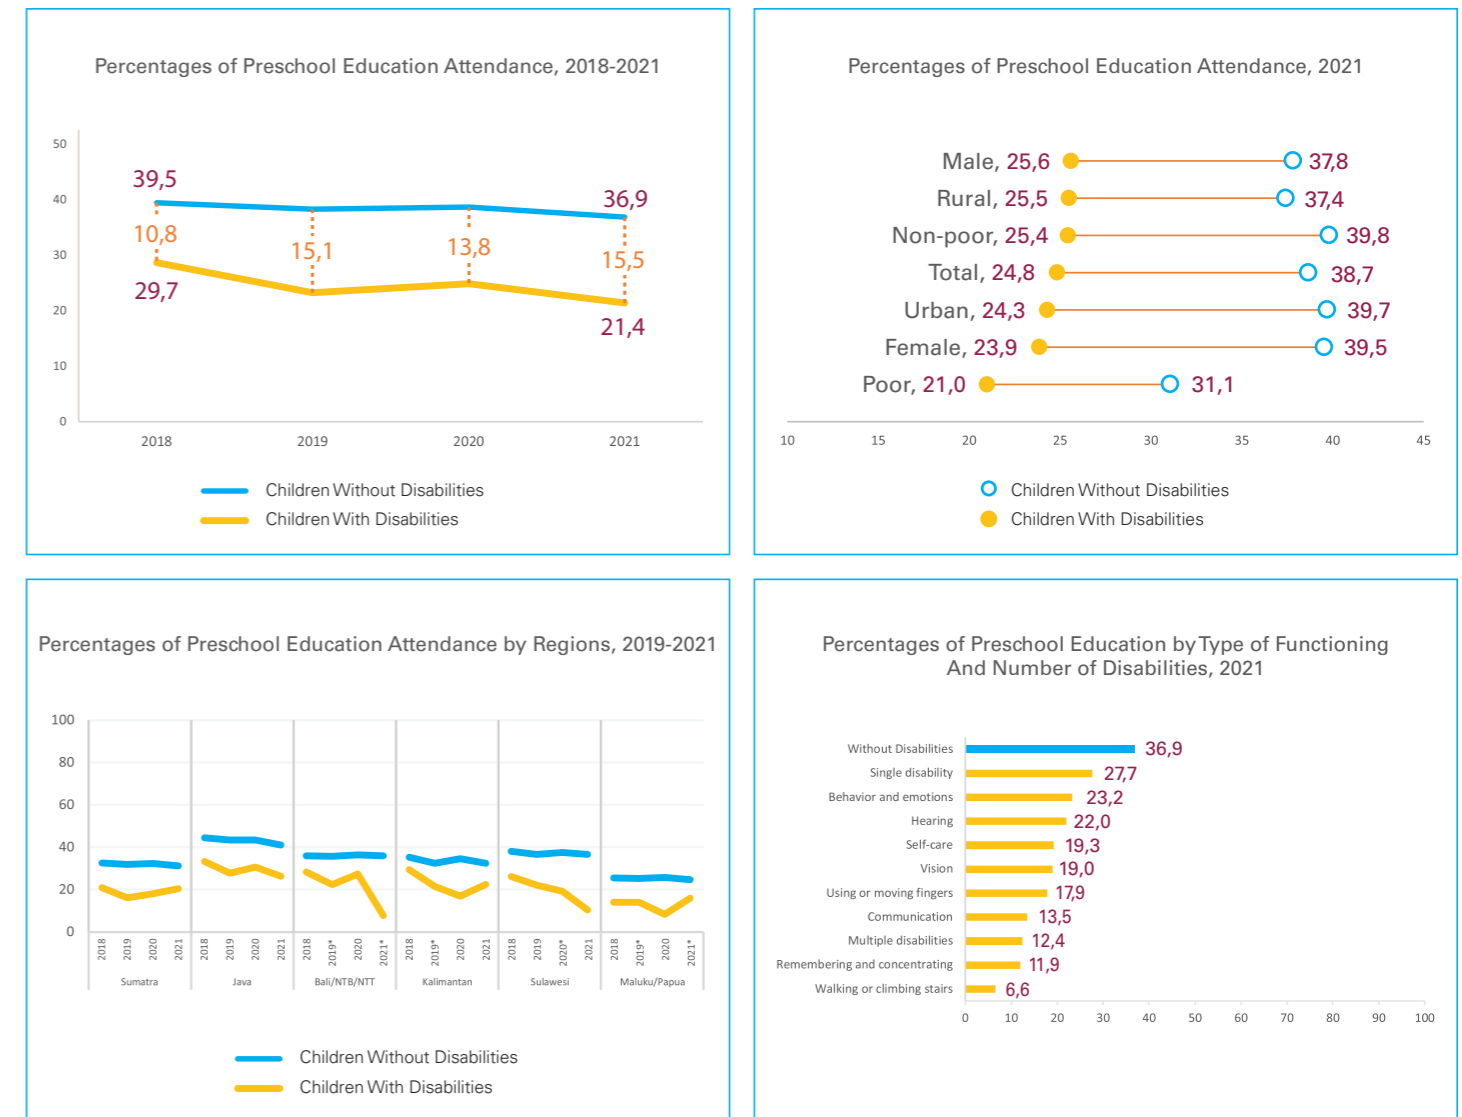 Percentages of Preschool Education Attendance, 2018-2021
50
40
30
20
10
0
39,5
36,9
10,8
15,1
13,8
15,5
29,7
21,4
2018 2019 2020 2021
Children Without Disabilities
Children With Disabilities
Percentages of Preschool Education Attendance, 2021
Male, 25,6 37,8
Rural, 25,5 37,4
Non-poor, 25,4 39,8
Total, 24,8 38,7
Urban, 24,3 39,7
Female, 23,9 39,5
Poor, 21,0 31,1
10 15 20 25 30 35 40 45
Children Without Disabilities
Children With Disabilities
Percentages of Preschool Education Attendance by Regions, 2019-2021
100
80
60
40
20
0
2018 2019 2020 2021 2018 2019 2020 2021 2018 2019* 2020 2021* 2018 2019* 2020 2021 2018 2019 2020* 2021 2018 2019* 2020 2021*
Sumatra Java Bali/NTB/NTT Kalimantan Sulawesi Maluku/Papua
Children Without Disabilities
Children With Disabilities
Percentages of Preschool Education by Type of Functioning
And Number of Disabilities, 2021
Without Disabilities 36,9
Single disability 27,7
Behavior and emotions 23,2
Hearing 22,0
Self-care 19,3
Vision 19,0
Using or moving fingers 17,9
Communication 13,5
Multiple disabilities 12,4
Remembering and concentrating 11,9
Walking or climbing stairs 6,6
0 10 20 30 40 50 60 70 80 90 100